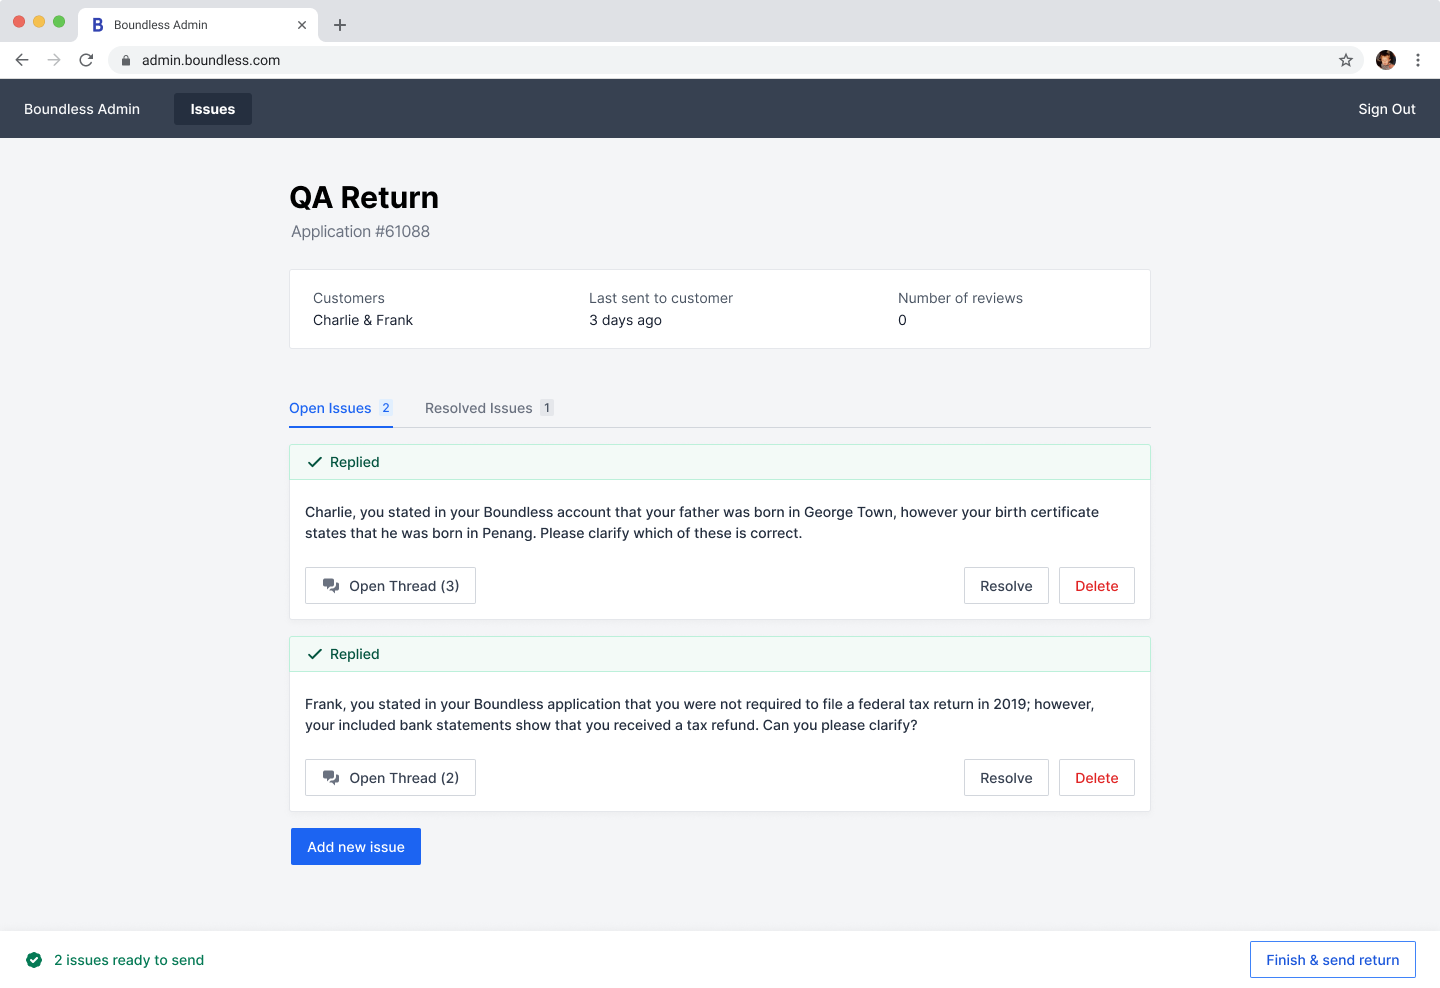 B Boundless Admin
admin.boundless.com
Boundless Admin Issues Sign Out
QA Return
Application #61088
Customers
Charlie & Frank
Last sent to customer
3 days ago
Number of reviews
0
Open Issues 2 Resolved Issues 1
Replied
Charlie, you stated in your Boundless account that your father was born in George Town, however your birth certificate
states that he was born in Penang. Please clarify which of these is correct.
Open Thread (3) Resolve Delete
Replied
Frank, you stated in your Boundless application that you were not required to file a federal tax return in 2019; however,
your included bank statements show that you received a tax refund. Can you please clarify?
Open Thread (2) Resolve Delete
Add new issue
2 issues ready to send Finish & send return